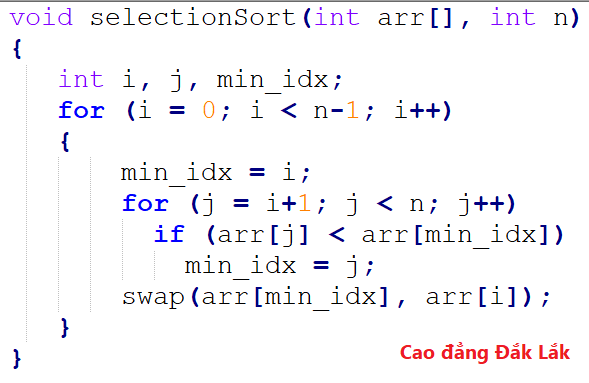 void selectionSort(int arr[], int n)
{
int i, j, min_idx;
for (i = 0; i < n-1; i++)
{
min_idx = i;
for (j = i+1; j < n; j++)
if (arr[j] < arr[min_idx])
min_idx = j;
swap(arr[min_idx], arr[i]);
}
Cao đẳng Đắk Lắk
}